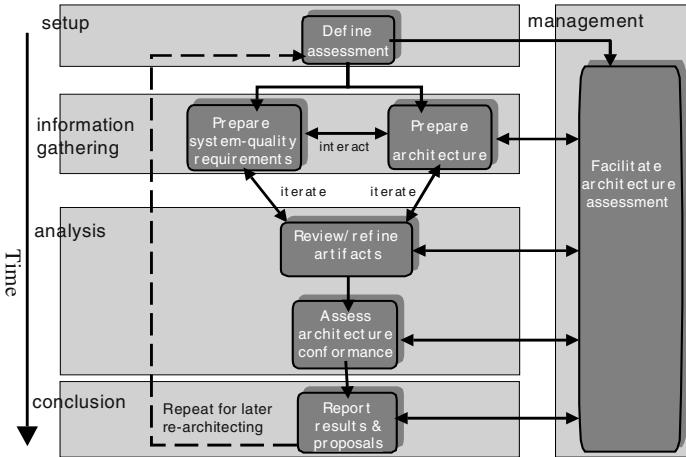 setup
management
Define
assessment
information
gathering
Prepare
system-quality
requirements
interact
Prepare
architecture
Facilitate
architecture
assessment
iterate
iterate
analysis
Review/refine
artifacts
Time
Assess
architecture
conformance
conclusion
Repeat for later
re-architecting
Report
results &
proposals